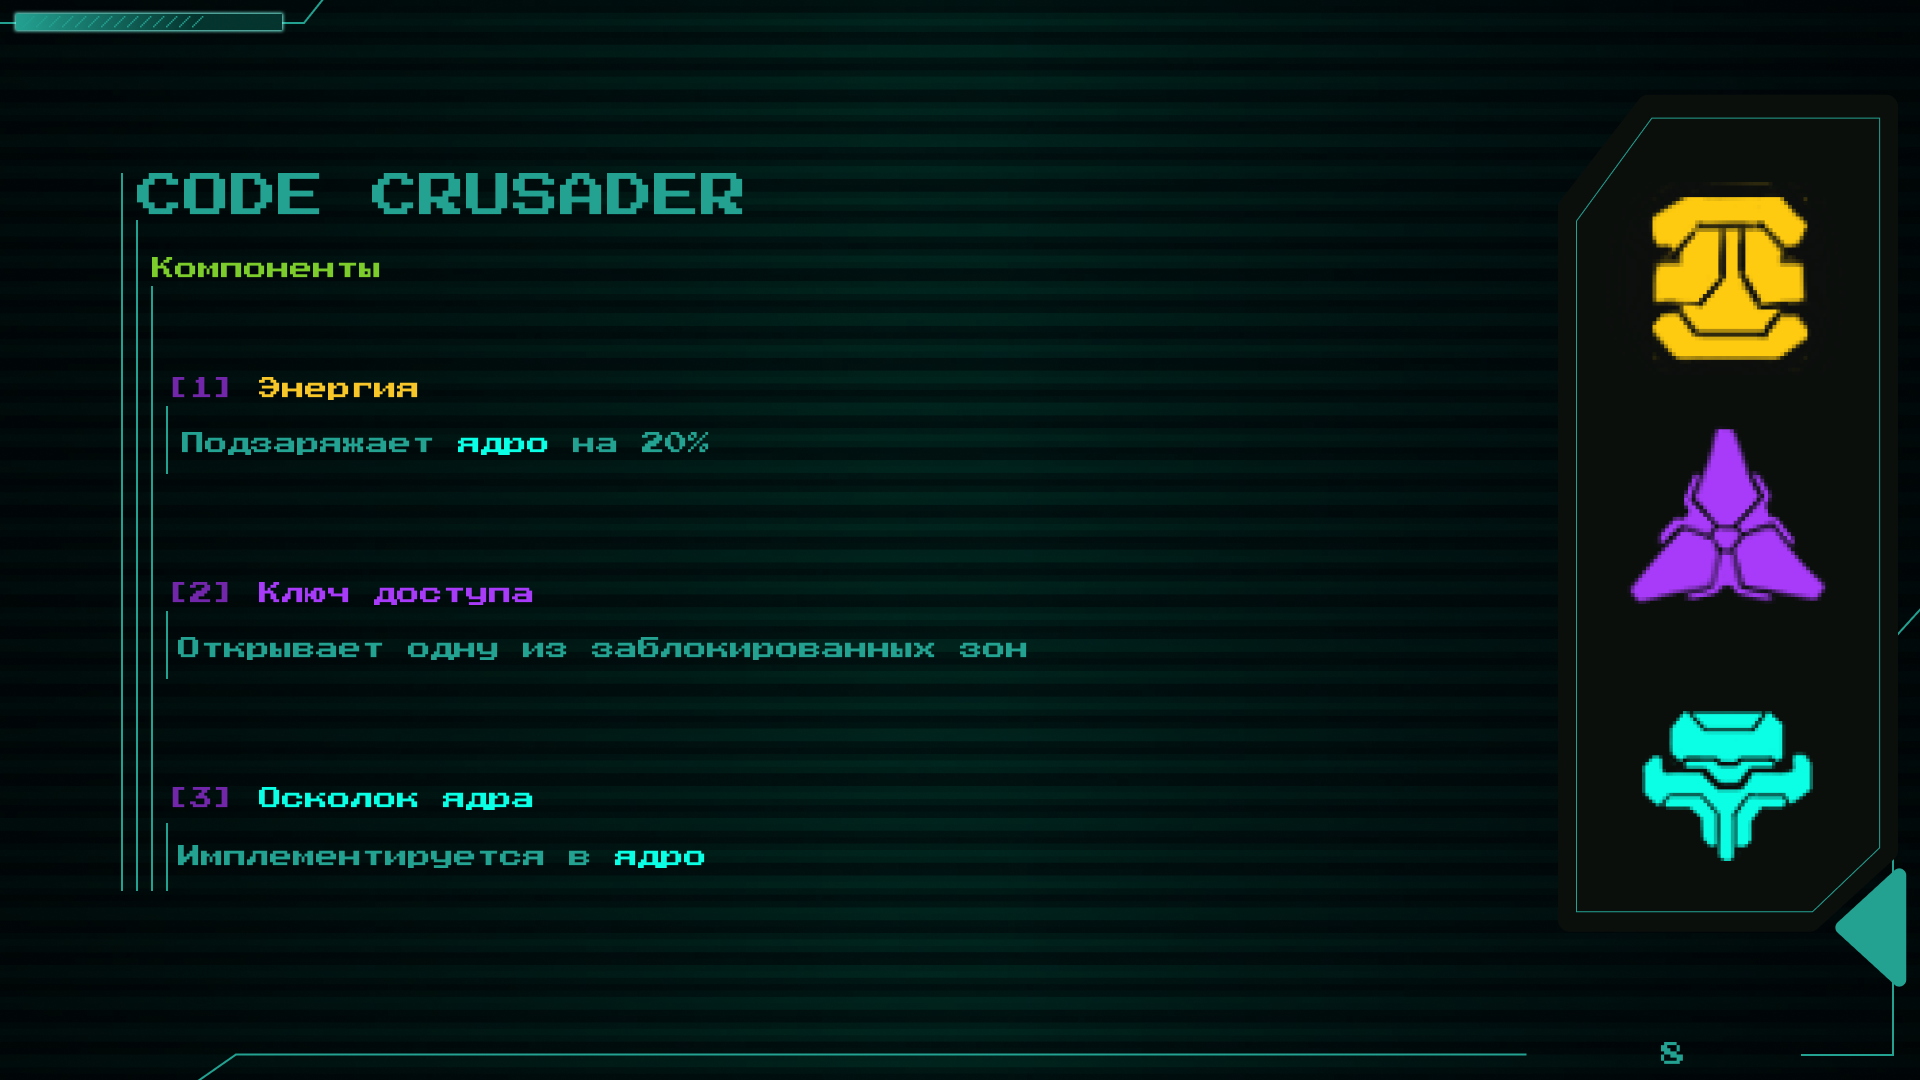 CODE CRUSADER
Компоненты
[1] Энергия
Подзаряжает ядро на 20%
[2] Ключ доступа
Открывает одну из заблокированных зон
[3] Осколок ядра
Имплементируется в ядро
8